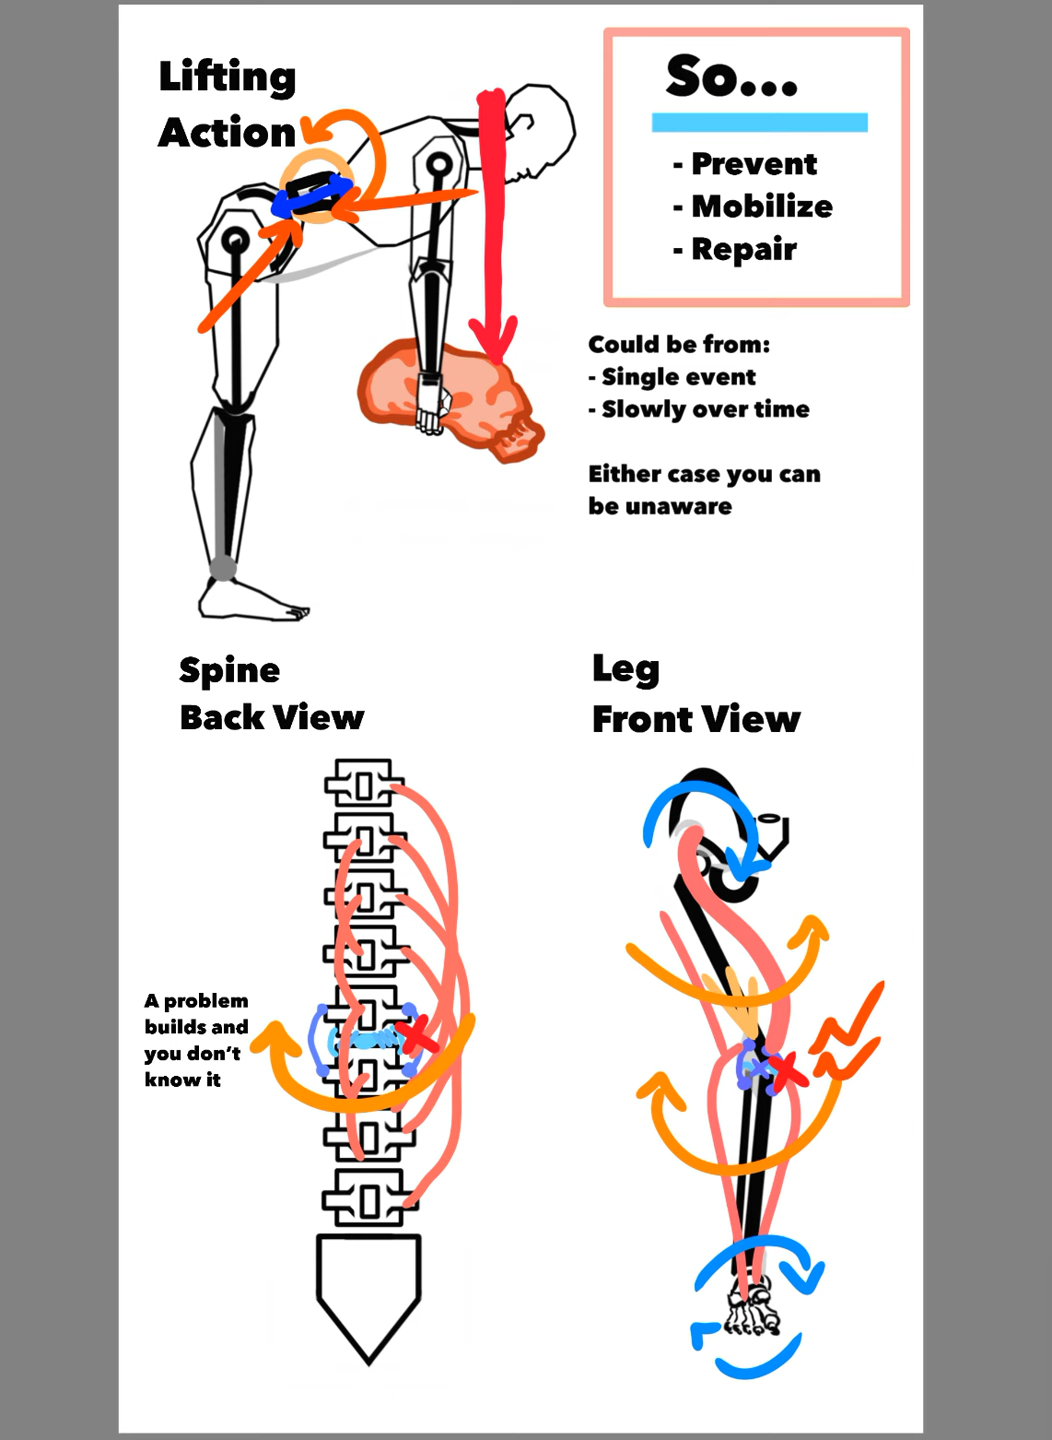 Lifting
Action
So...
- Prevent
- Mobilize
- Repair
Could be from:
- Single event
- Slowly over time
Either case you can
be unaware
Spine
Back View
A problem
builds and
you don't
know it
Leg
Front View